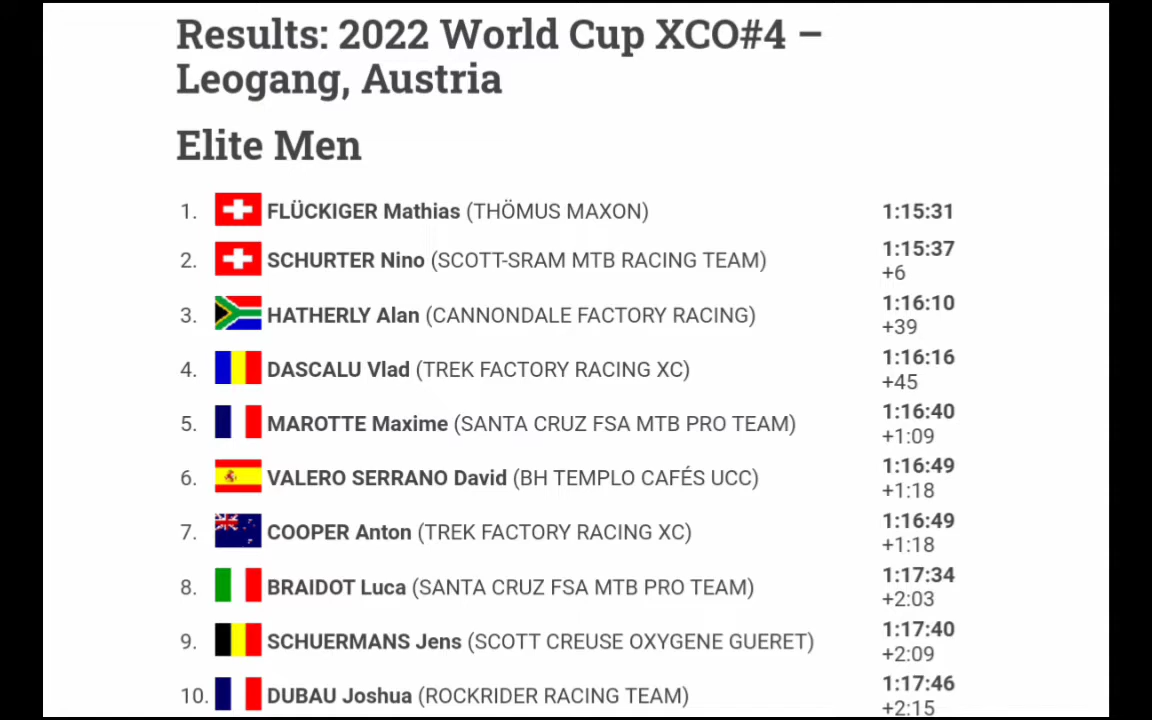 Results: 2022 World Cup XCO#4 –
Leogang, Austria
Elite Men
1. FLÜCKIGER Mathias (THÖMUS MAXON) 1:15:31
2. SCHURTER Nino (SCOTT-SRAM MTB RACING TEAM) 1:15:37
+6
3. HATHERLY Alan (CANNONDALE FACTORY RACING) 1:16:10
+39
4. DASCALU Vlad (TREK FACTORY RACING XC) 1:16:16
+45
5. MAROTTE Maxime (SANTA CRUZ FSA MTB PRO TEAM) 1:16:40
+1:09
6. VALERO SERRANO David (BH TEMPLO CAFÉS UCC) 1:16:49
+1:18
7. COOPER Anton (TREK FACTORY RACING XC) 1:16:49
+1:18
8. BRAIDOT Luca (SANTA CRUZ FSA MTB PRO TEAM) 1:17:34
+2:03
9. SCHUERMANS Jens (SCOTT CREUSE OXYGENE GUERET) 1:17:40
+2:09
10. DUBAU Joshua (ROCKRIDER RACING TEAM) 1:17:46
+2:15